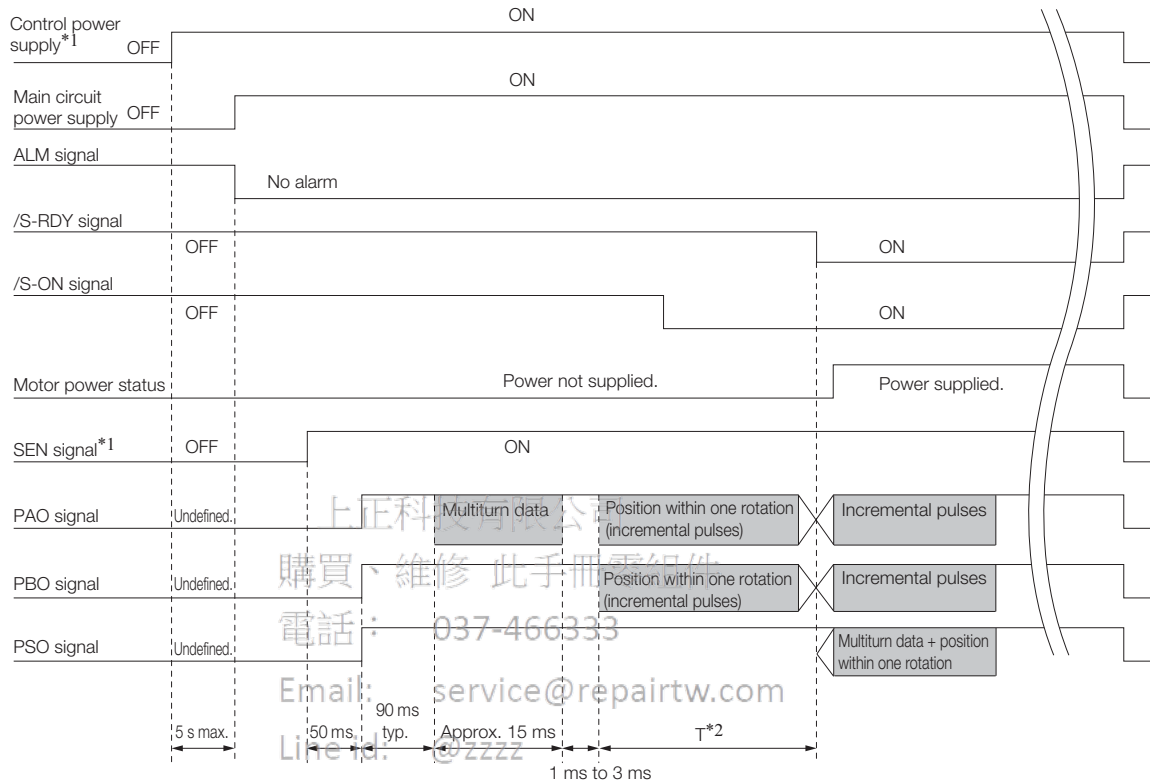 Control power
supply*1 OFF
ON
Main circuit
power supply OFF
ON
ALM signal
No alarm
/S-RDY signal
OFF
ON
/S-ON signal
OFF
ON
Motor power status
Power not supplied.
Power supplied.
SEN signal*1 OFF
ON
PAO signal
Undefined.
Multiturn data
Position within one rotation
(incremental pulses)
Incremental pulses
PBO signal
Undefined.
Position within one rotation
(incremental pulses)
Incremental pulses
PSO signal
Undefined.
Multiturn data + position
within one rotation
5 s max.
50 ms
90 ms
typ.
Approx. 15 ms
1 ms to 3 ms
T*2
上正科技有限公司
購買、維修 此手冊零組件
電話: 037-466333
Email: service@repairtw.com
Line id: @zzzz